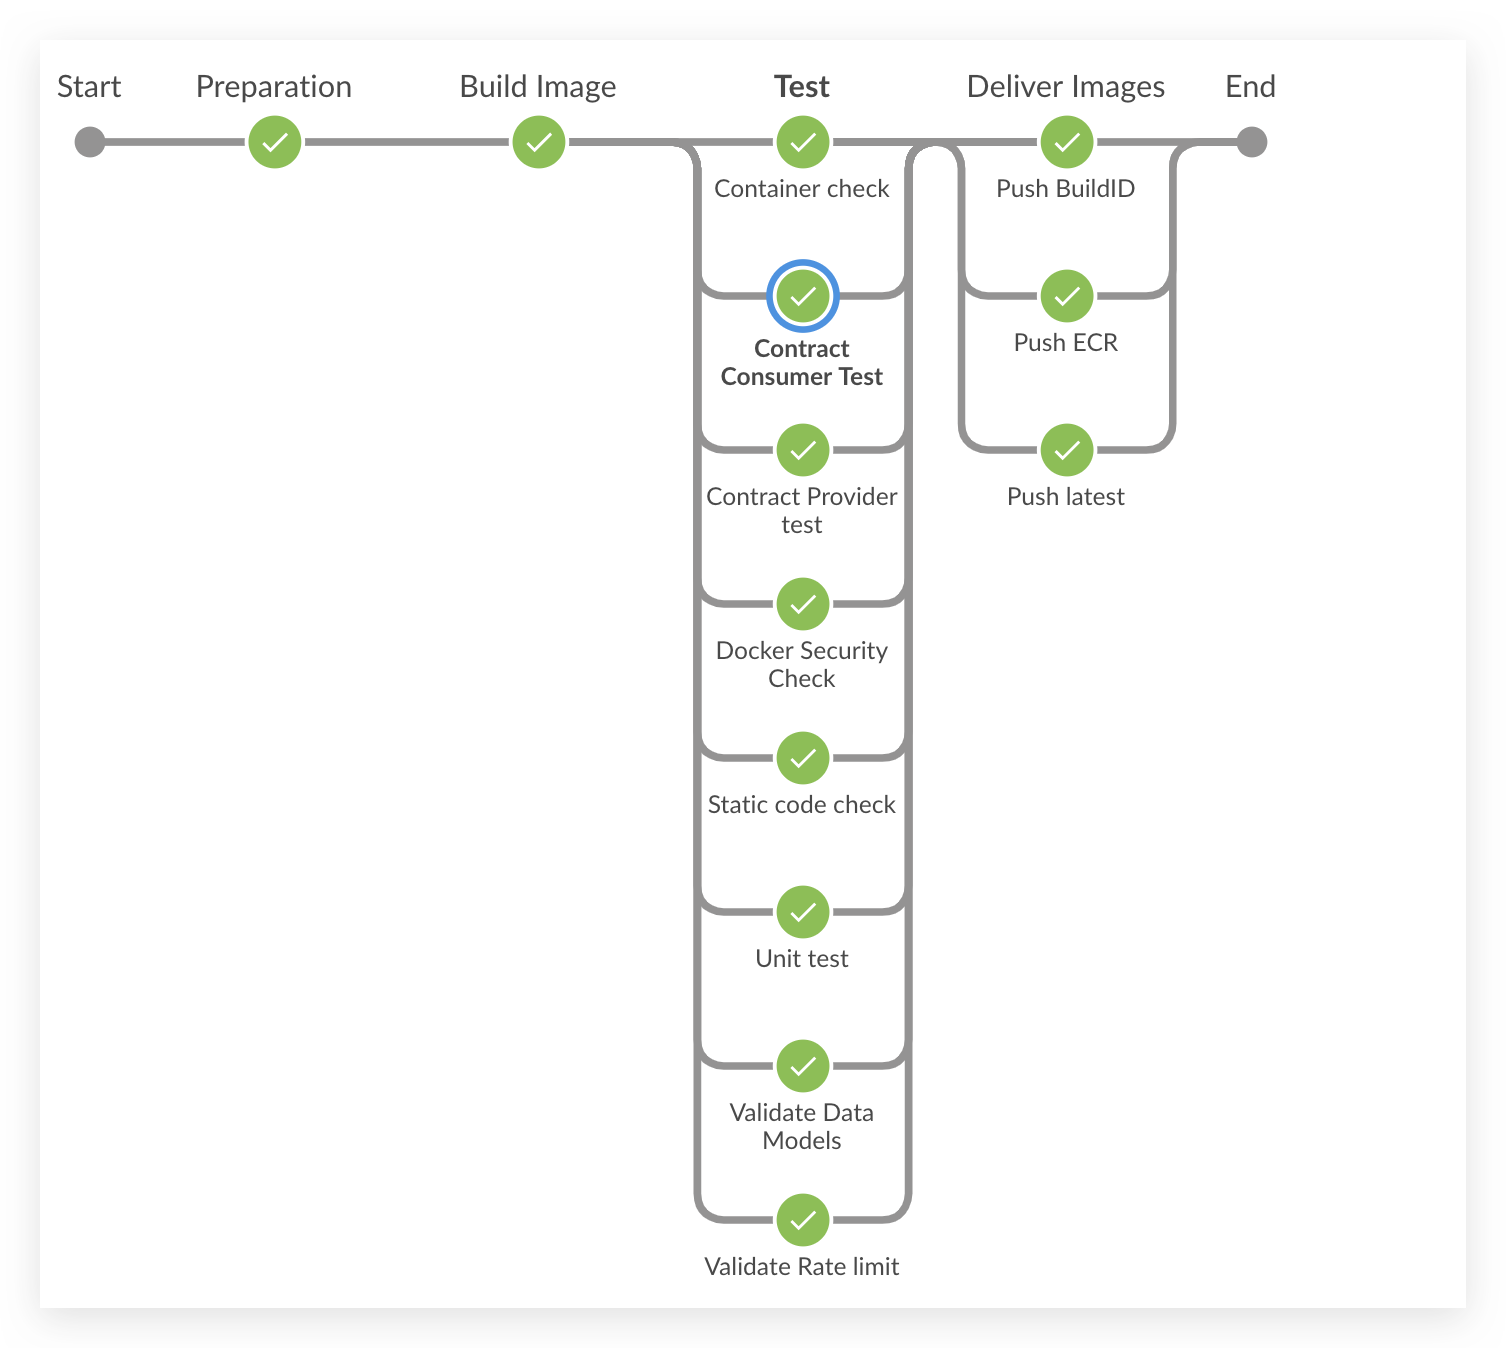 Start
Preparation
Build Image
Test
Deliver Images
End
Container check
Contract
Consumer Test
Contract Provider
test
Docker Security
Check
Static code check
Unit test
Validate Data
Models
Validate Rate limit
Push BuildID
Push ECR
Push latest